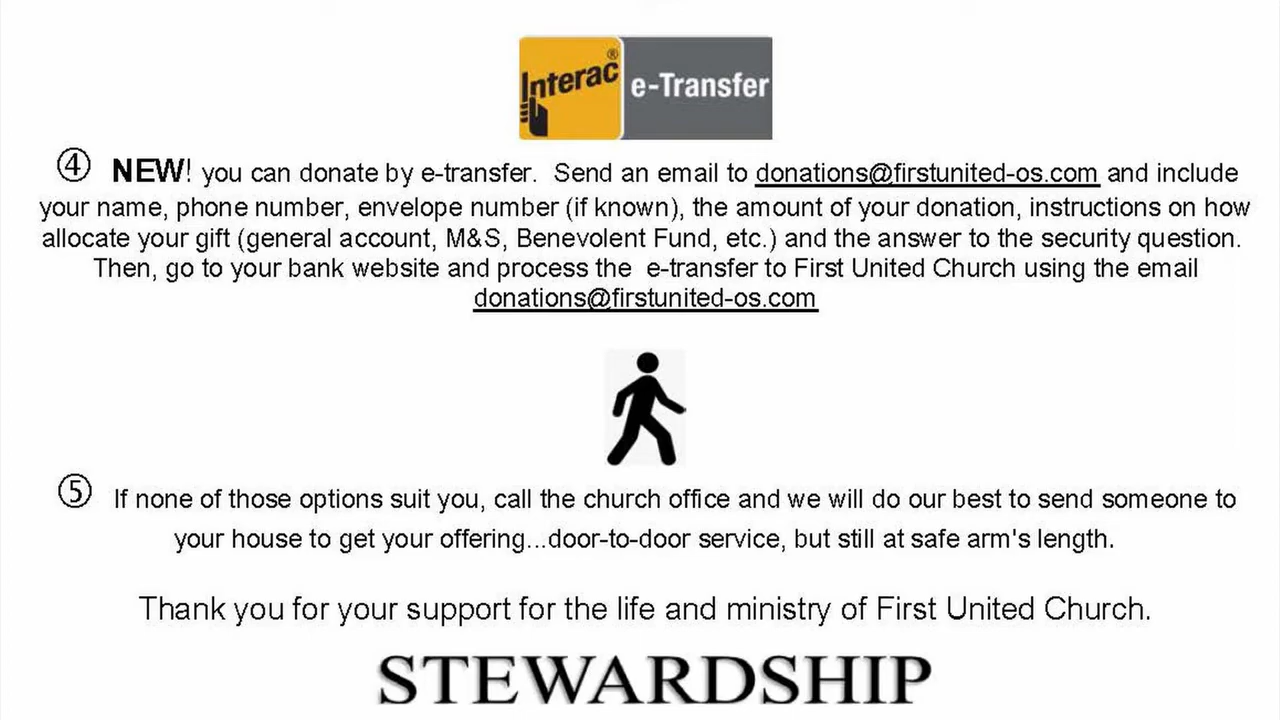 Interac® e-Transfer
④ NEW! you can donate by e-transfer.  Send an email to donations@firstunited-os.com and include
your name, phone number, envelope number (if known), the amount of your donation, instructions on how
allocate your gift (general account, M&S, Benevolent Fund, etc.) and the answer to the security question.
Then, go to your bank website and process the  e-transfer to First United Church using the email
donations@firstunited-os.com
⑤ If none of those options suit you, call the church office and we will do our best to send someone to
your house to get your offering...door-to-door service, but still at safe arm's length.
Thank you for your support for the life and ministry of First United Church.
STEWARDSHIP